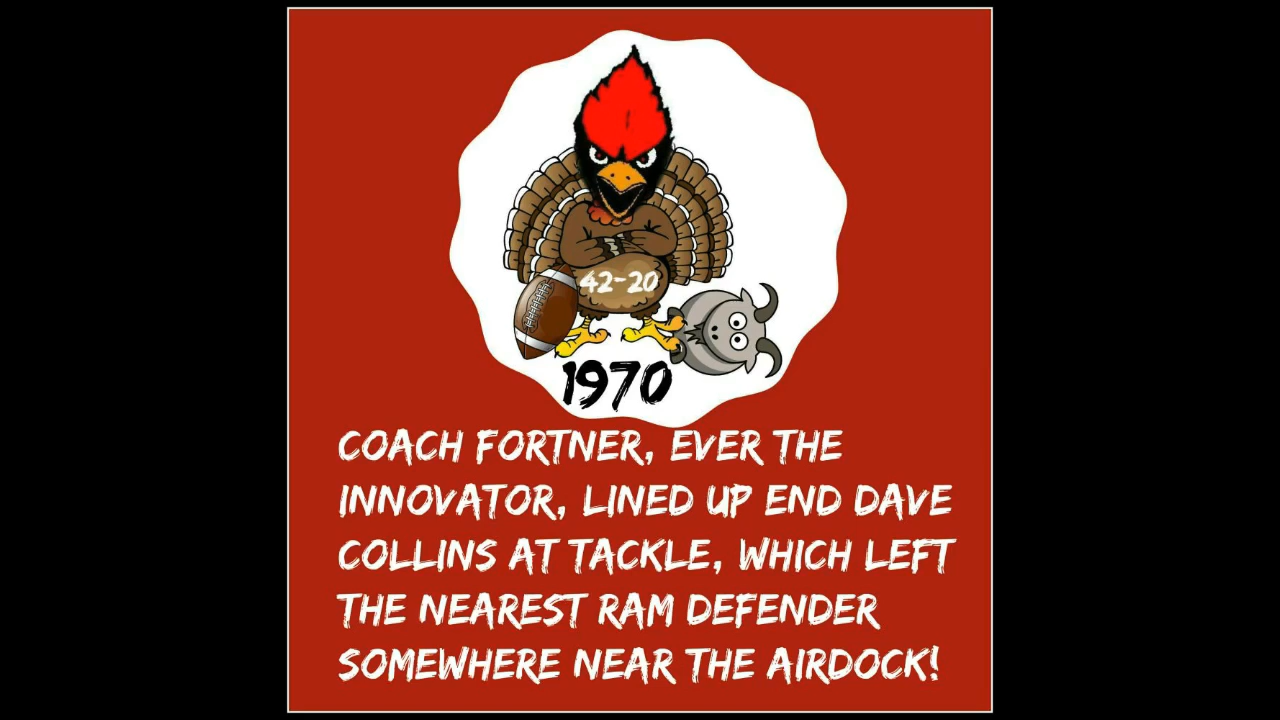 42-20
1970
COACH FORTNER, EVER THE
INNOVATOR, LINED UP END DAVE
COLLINS AT TACKLE, WHICH LEFT
THE NEAREST RAM DEFENDER
SOMEWHERE NEAR THE AIRDOCK!